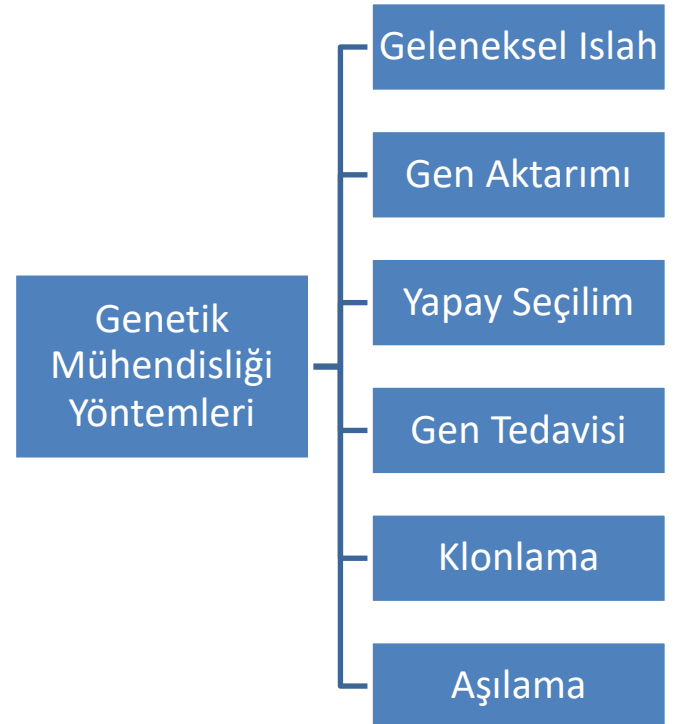 Genetik
Mühendisliği
Yöntemleri
Geleneksel Islah
Gen Aktarımı
Yapay Seçilim
Gen Tedavisi
Klonlama
Aşılama